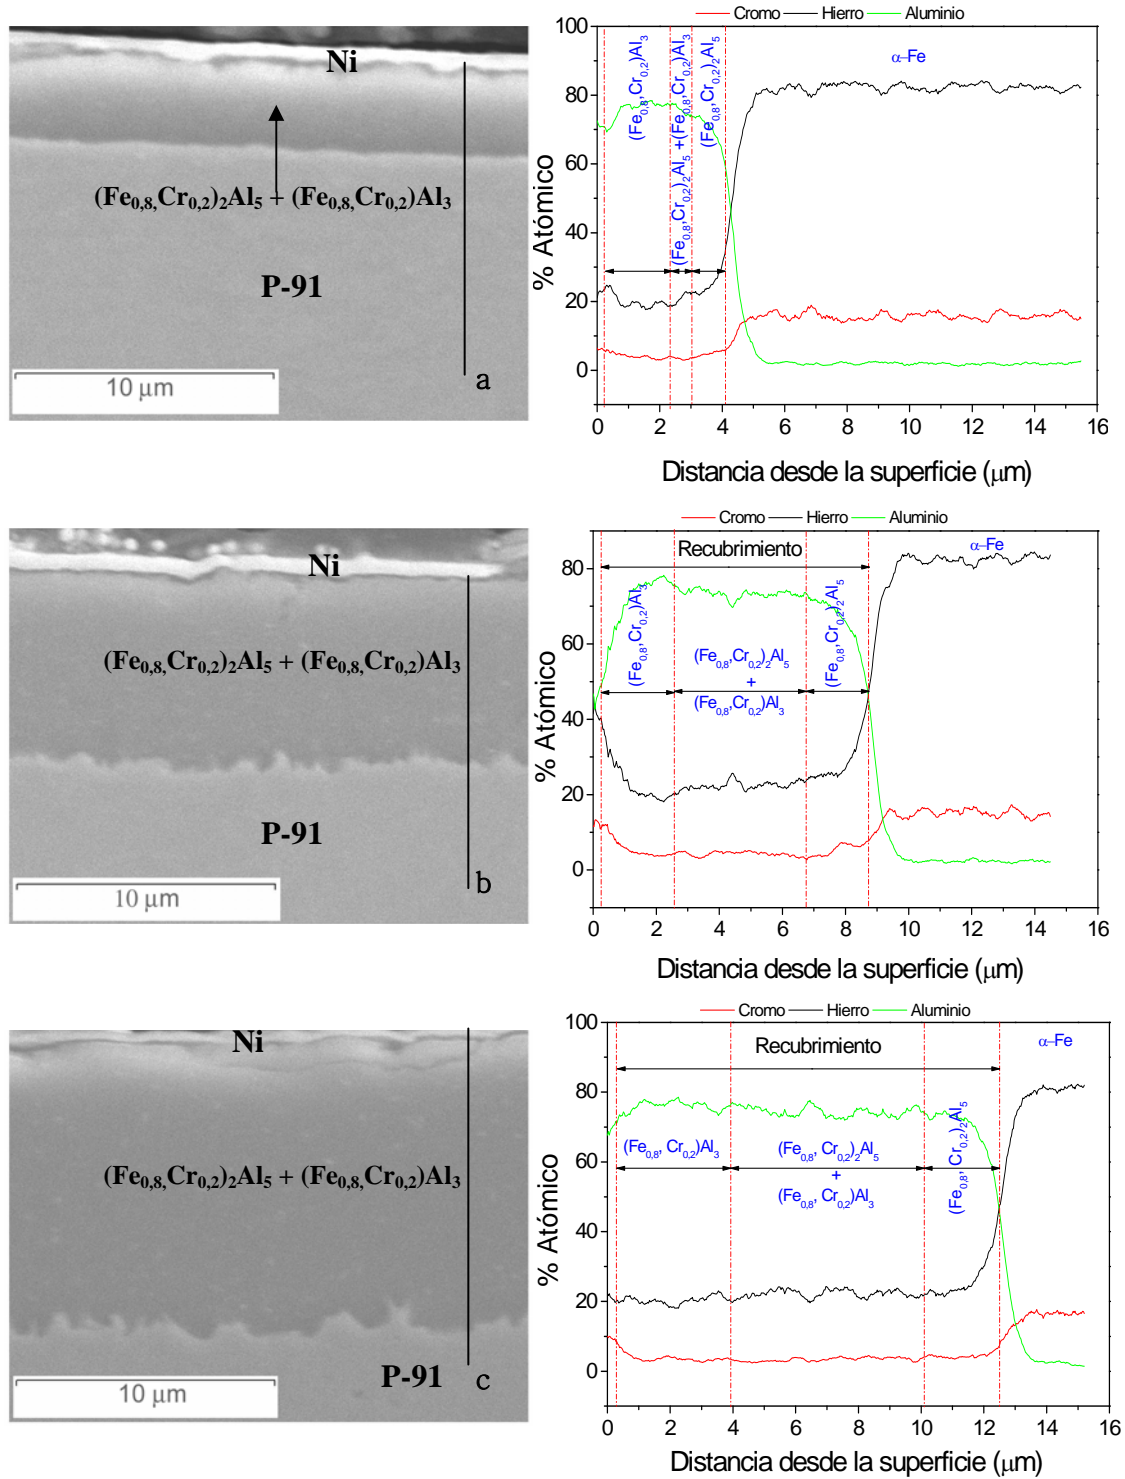 Ni
(Fe0,8,Cr0,2)2Al5 + (Fe0,8,Cr0,2)Al3
P-91
10 µm
a
Cromo Hierro Aluminio
100
80
60
40
20
0
% Atómico
(Fe0,8,Cr0,2)Al3
(Fe0,8,Cr0,2)2Al5 +(Fe0,8,Cr0,2)Al3
(Fe0,8,Cr0,2)2Al5
α–Fe
0 2 4 6 8 10 12 14 16
Distancia desde la superficie (µm)
Ni
(Fe0,8,Cr0,2)2Al5 + (Fe0,8,Cr0,2)Al3
P-91
10 µm
b
Cromo Hierro Aluminio
80
60
40
20
0
% Atómico
Recubrimiento
α–Fe
(Fe0,8,Cr0,2)Al3
(Fe0,8,Cr0,2)2Al5
+
(Fe0,8,Cr0,2)Al3
(Fe0,8,Cr0,2)2Al5
0 2 4 6 8 10 12 14 16
Distancia desde la superficie (µm)
Ni
(Fe0,8,Cr0,2)2Al5 + (Fe0,8,Cr0,2)Al3
P-91
10 µm
c
Cromo Hierro Aluminio
100
80
60
40
20
0
% Atómico
Recubrimiento
α–Fe
(Fe0,8, Cr0,2)Al3
(Fe0,8, Cr0,2)2Al5
+
(Fe0,8, Cr0,2)Al3
(Fe0,8, Cr0,2)2Al5
0 2 4 6 8 10 12 14 16
Distancia desde la superficie (µm)